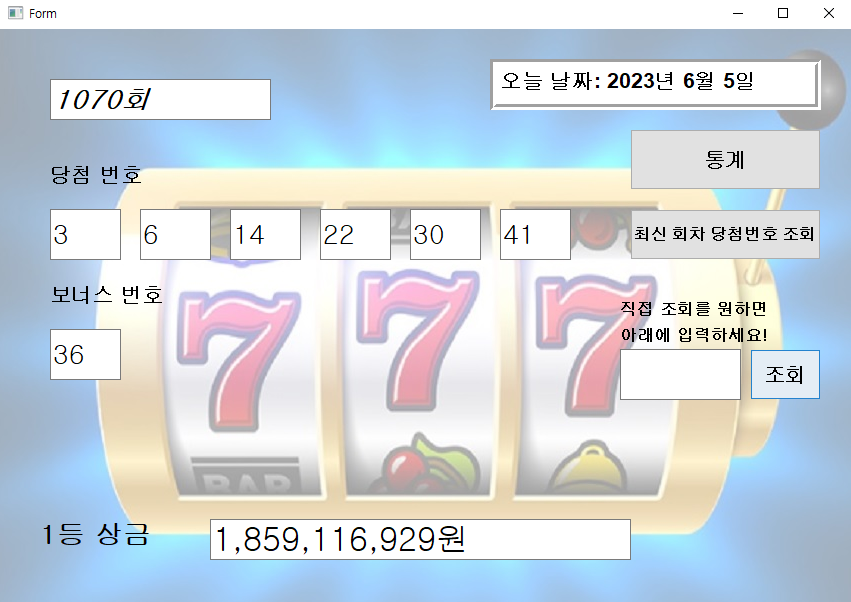 Form
1070회
오늘 날짜: 2023년 6월 5일
통계
당첨 번호
3 6 14 22 30 41
최신 회차 당첨번호 조회
보너스 번호
36
직접 조회를 원하면
아래에 입력하세요!
조회
7 7 7
BAR
1등 상금
1,859,116,929원